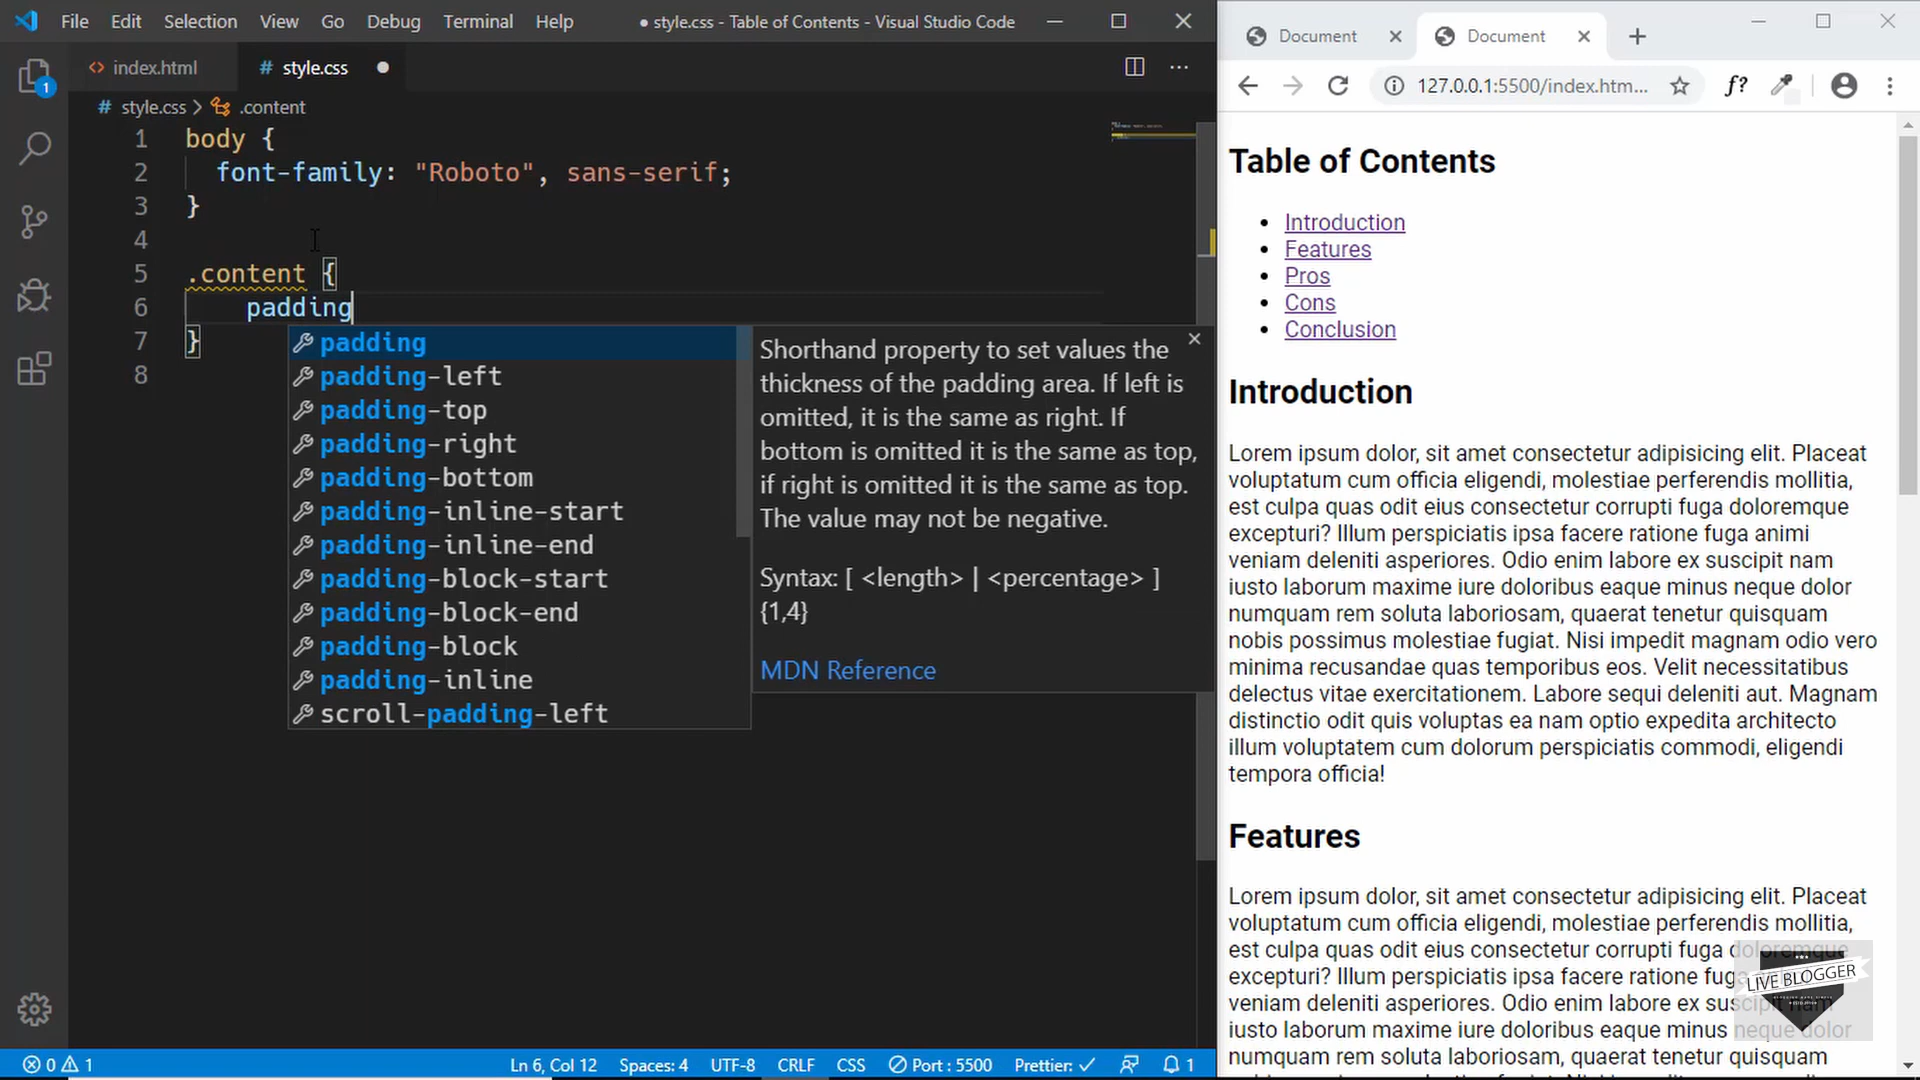 File Edit Selection View Go Debug Terminal Help
● style.css - Table of Contents - Visual Studio Code
index.html
# style.css ●
# style.css > .content
1 body {
2 font-family: "Roboto", sans-serif;
3 }
4
5 .content {
6 padding
7 }
8
padding
padding-left
padding-top
padding-right
padding-bottom
padding-inline-start
padding-inline-end
padding-block-start
padding-block-end
padding-block
padding-inline
scroll-padding-left
Shorthand property to set values the
thickness of the padding area. If left is
omitted, it is the same as right. If
bottom is omitted it is the same as top,
if right is omitted it is the same as top.
The value may not be negative.
Syntax: [ <length> | <percentage> ]
{1,4}
MDN Reference
1
0 1
Ln 6, Col 12
Spaces: 4
UTF-8
CRLF
CSS
Port : 5500
Prettier: ✓
1
Document
Document
127.0.0.1:5500/index.htm...
f?
Table of Contents
• Introduction
• Features
• Pros
• Cons
• Conclusion
Introduction
Lorem ipsum dolor, sit amet consectetur adipisicing elit. Placeat
voluptatum cum officia eligendi, molestiae perferendis mollitia,
est culpa quas odit eius consectetur corrupti fuga doloremque
excepturi? Illum perspiciatis ipsa facere ratione fuga animi
veniam deleniti asperiores. Odio enim labore ex suscipit nam
iusto laborum maxime iure doloribus eaque minus neque dolor
numquam rem soluta laboriosam, quaerat tenetur quisquam
nobis possimus molestiae fugiat. Nisi impedit magnam odio vero
minima recusandae quas temporibus eos. Velit necessitatibus
delectus vitae exercitationem. Labore sequi deleniti aut. Magnam
distinctio odit quis voluptas ea nam optio expedita architecto
illum voluptatem cum dolorum perspiciatis commodi, eligendi
tempora officia!
Features
Lorem ipsum dolor, sit amet consectetur adipisicing elit. Placeat
voluptatum cum officia eligendi, molestiae perferendis mollitia,
est culpa quas odit eius consectetur corrupti fuga doloremque
excepturi? Illum perspiciatis ipsa facere ratione fuga
veniam deleniti asperiores. Odio enim labore ex suscipit nam
iusto laborum maxime iure doloribus eaque minus neque dolor
numquam rem soluta laboriosam, quaerat tenetur quisquam
LIVE BLOGGER